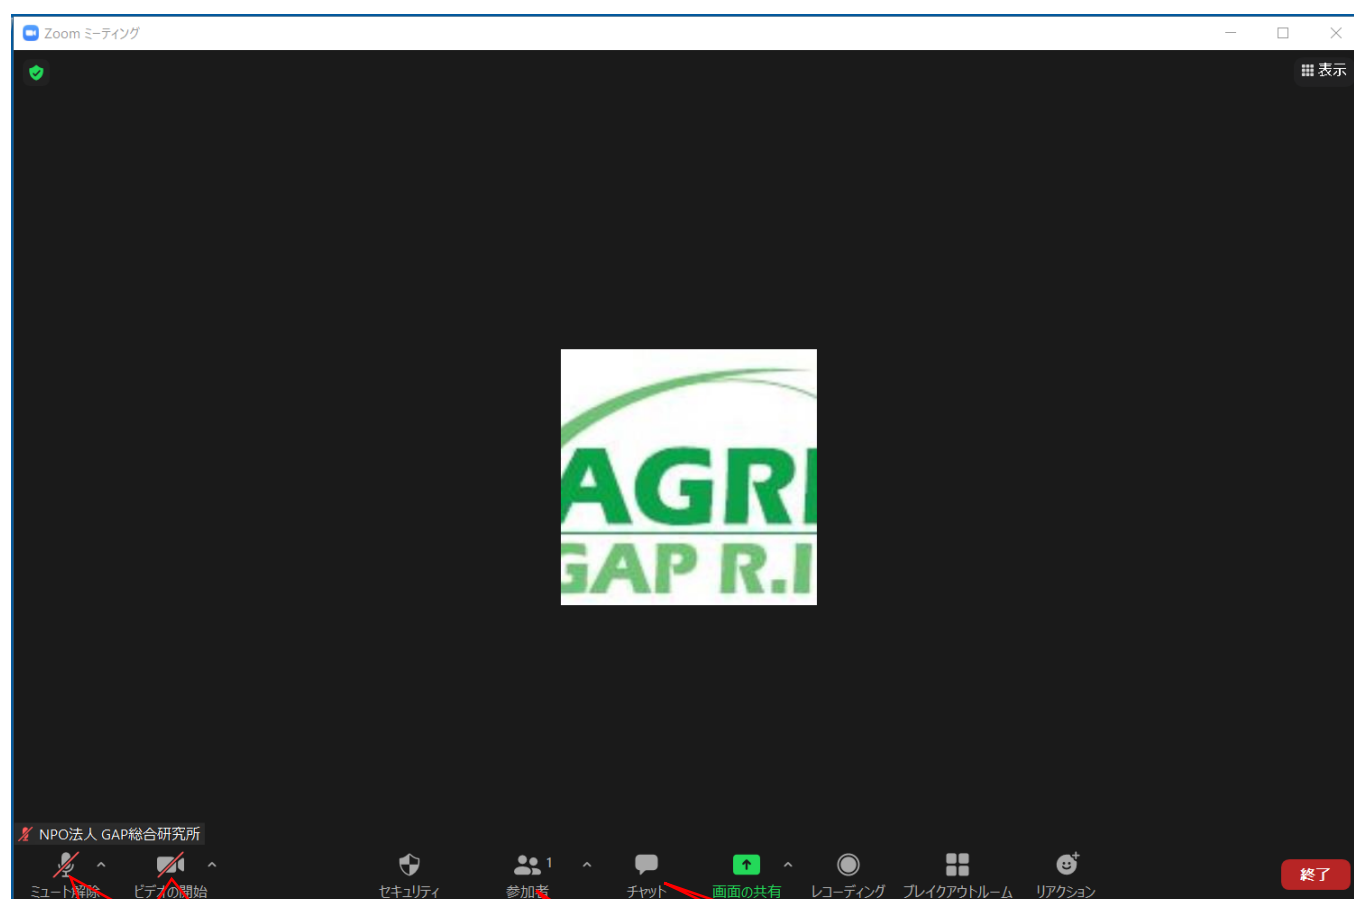 Zoom ミーティング
表示
AGRI
GAP R.I
NPO法人 GAP総合研究所
1
ミュート解除 ビデオの開始 セキュリティ 参加者 チャット 画面の共有 レコーディング ブレイクアウトルーム リアクション 終了